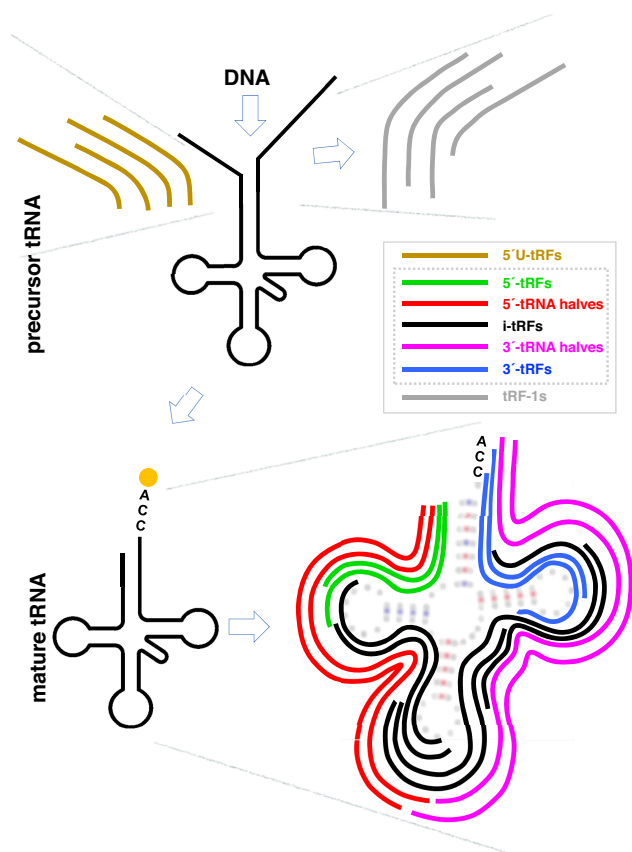 DNA
precursor tRNA
5´U-tRFs
5´-tRFs
5´-tRNA halves
i-tRFs
3´-tRNA halves
3´-tRFs
tRF-1s
A
C
C
mature tRNA
A
C
C